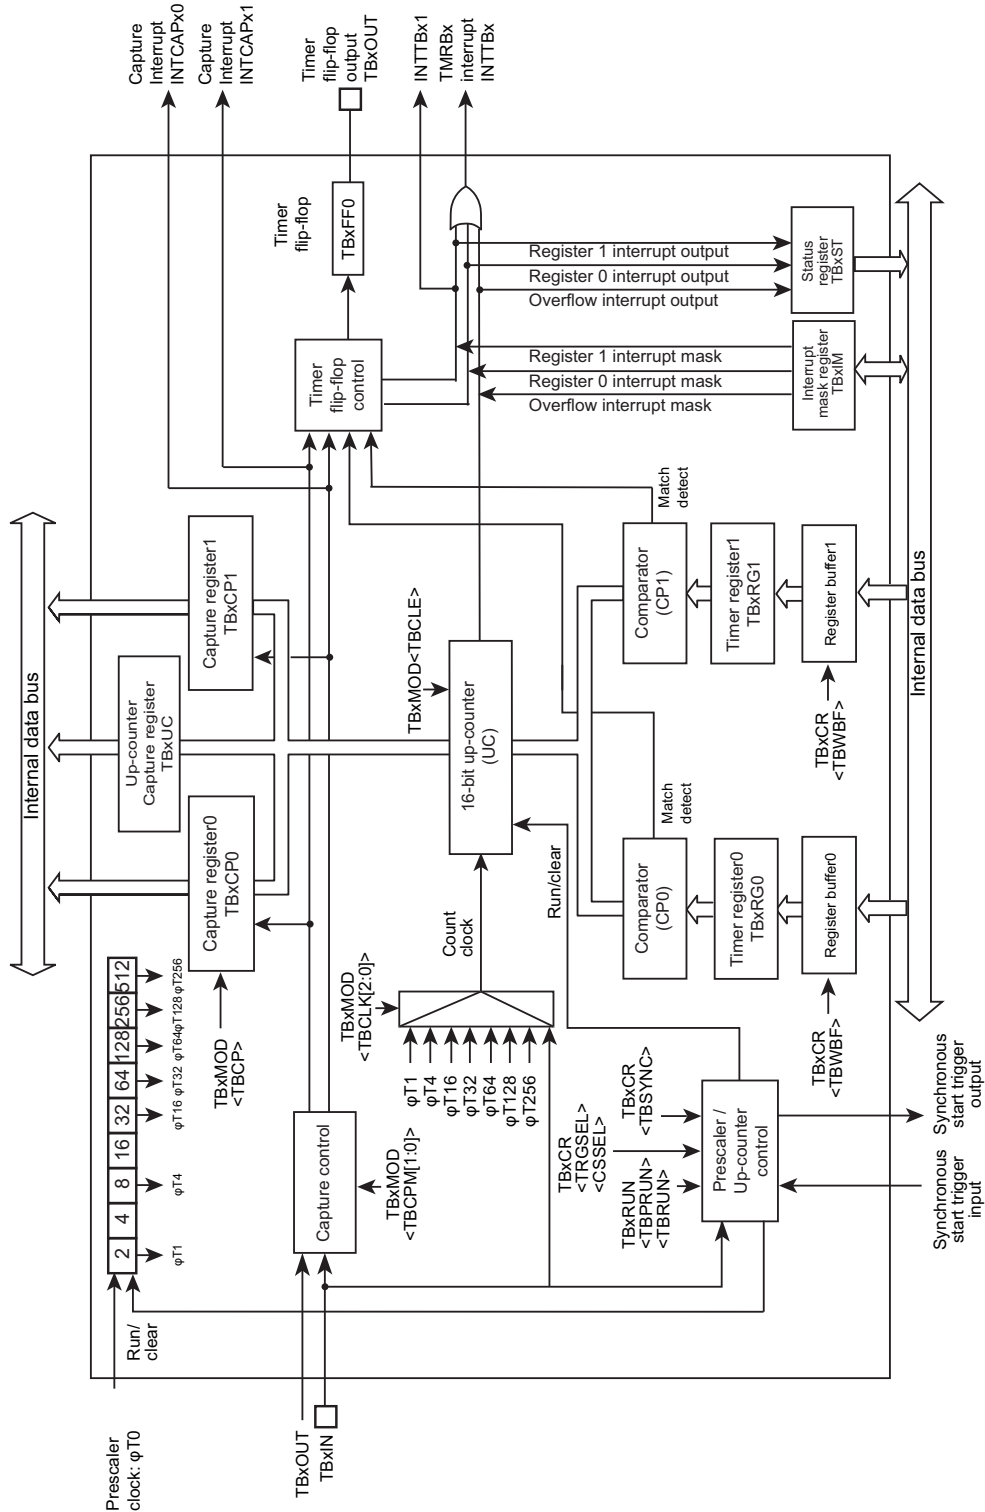 Prescaler
clock: φT0
Run/
clear
2 4 8 16 32 64 128 256 512
φT1
φT4
φT16
φT32
φT64
φT128
φT256
Internal data bus
TBxMOD
<TBCP>
Capture register0
TBxCP0
Up-counter
Capture register
TBxUC
Capture register1
TBxCP1
Capture
Interrupt
INTCAPx0
Capture
Interrupt
INTCAPx1
TBxOUT
TBxIN
Capture control
TBxMOD
<TBCPM[1:0]>
TBxMOD
<TBCLK[2:0]>
φT1
φT4
φT16
φT32
φT64
φT128
φT256
Count
clock
TBxMOD<TBCLE>
16-bit up-counter
(UC)
Run/clear
Timer
flip-flop
control
Timer
flip-flop
TBxFF0
Timer
flip-flop
output
TBxOUT
INTTBx1
TMRBx
interrupt
INTTBx
Register 1 interrupt output
Register 0 interrupt output
Overflow interrupt output
Register 1 interrupt mask
Register 0 interrupt mask
Overflow interrupt mask
Status
register
TBxST
Interrupt
mask register
TBxIM
TBxRUN
<TBPRUN>
<TBRUN>
TBxCR
<TRGSEL>
<CSSEL>
TBxCR
<TBSYNC>
Prescaler /
Up-counter
control
Comparator
(CP0)
Match
detect
Timer register0
TBxRG0
Register buffer0
TBxCR
<TBWBF>
Comparator
(CP1)
Match
detect
Timer register1
TBxRG1
Register buffer1
TBxCR
<TBWBF>
Internal data bus
Synchronous
start trigger
input
Synchronous
start trigger
output